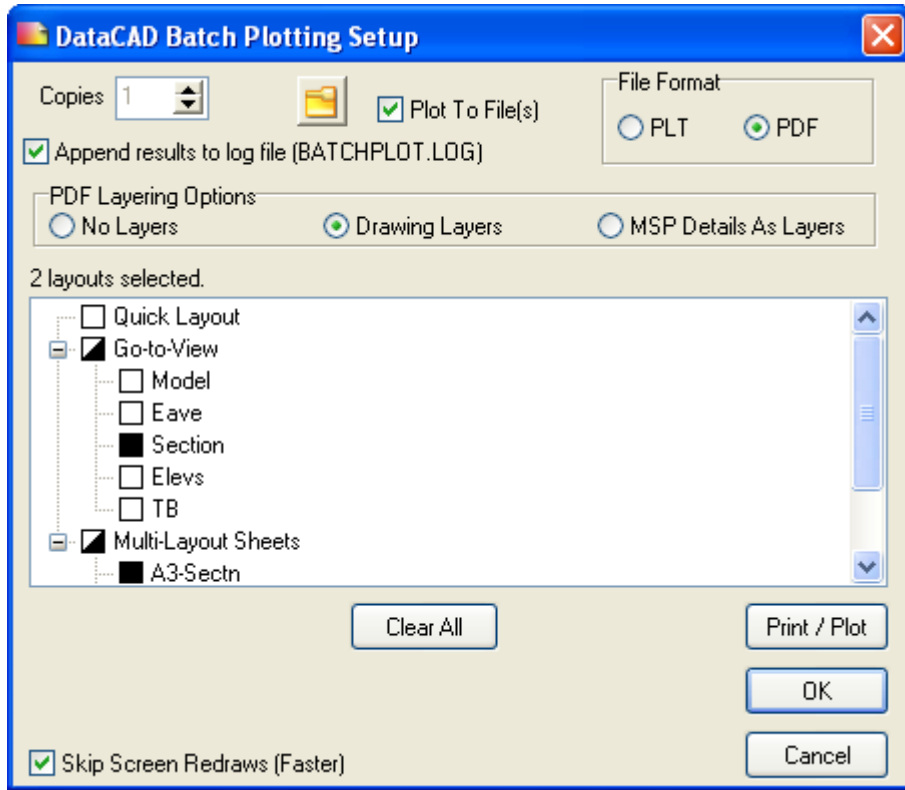 DataCAD Batch Plotting Setup
Copies 1
Plot To File(s)
File Format
PLT PDF
Append results to log file (BATCHPLOT.LOG)
PDF Layering Options
No Layers Drawing Layers MSP Details As Layers
2 layouts selected.
Quick Layout
Go-to-View
Model
Eave
Section
Elevs
TB
Multi-Layout Sheets
A3-Sectn
Clear All
Print / Plot
OK
Skip Screen Redraws (Faster)
Cancel